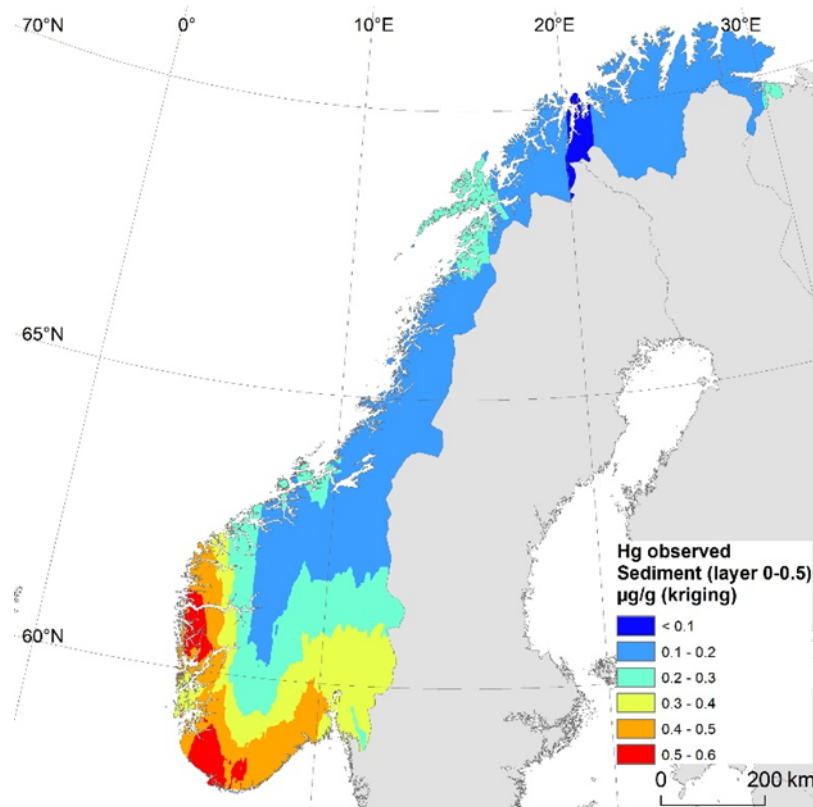 70°N
0°
10°E
20°E
30°E
65°N
60°N
Hg observed
Sediment (layer 0-0.5)
µg/g (kriging)
< 0.1
0.1 - 0.2
0.2 - 0.3
0.3 - 0.4
0.4 - 0.5
0.5 - 0.6
0 200 km